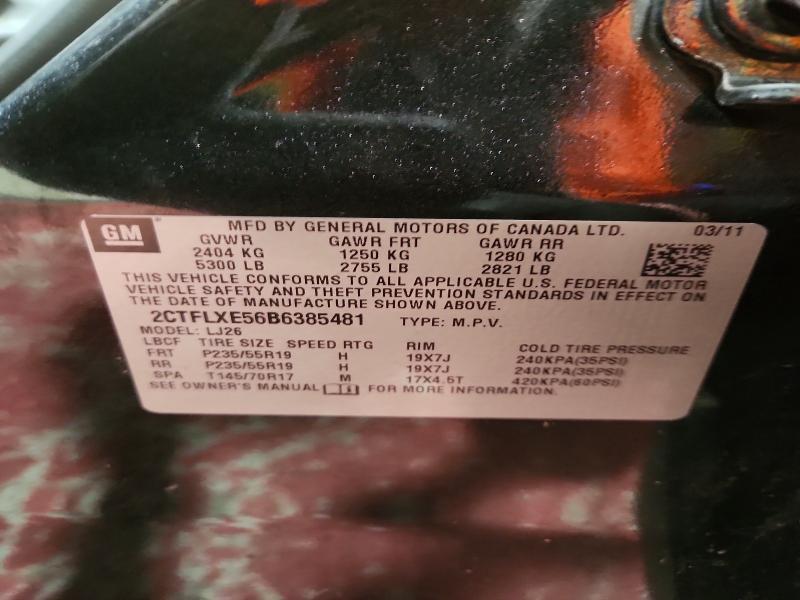 GM MFD BY GENERAL MOTORS OF CANADA LTD. 03/11
GVWR GAWR FRT GAWR RR
2404 KG 1250 KG 1280 KG
5300 LB 2755 LB 2821 LB
THIS VEHICLE CONFORMS TO ALL APPLICABLE U.S. FEDERAL MOTOR
VEHICLE SAFETY AND THEFT PREVENTION STANDARDS IN EFFECT ON
THE DATE OF MANUFACTURE SHOWN ABOVE.
2CTFLXE56B6385481 TYPE: M.P.V.
MODEL: LJ26
LBCF TIRE SIZE SPEED RTG RIM COLD TIRE PRESSURE
FRT P235/55R19 H 19X7J 240KPA(35PSI)
RR P235/55R19 H 19X7J 240KPA(35PSI)
SPA T145/70R17 M 17X4.5T 420KPA(60PSI)
SEE OWNER'S MANUAL FOR MORE INFORMATION.